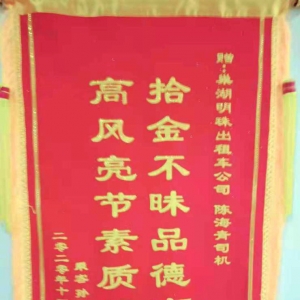 赠：巢湖明珠出租车公司 陈海青司机
拾金不昧品德
高风亮节素质
乘客
二零二零年十